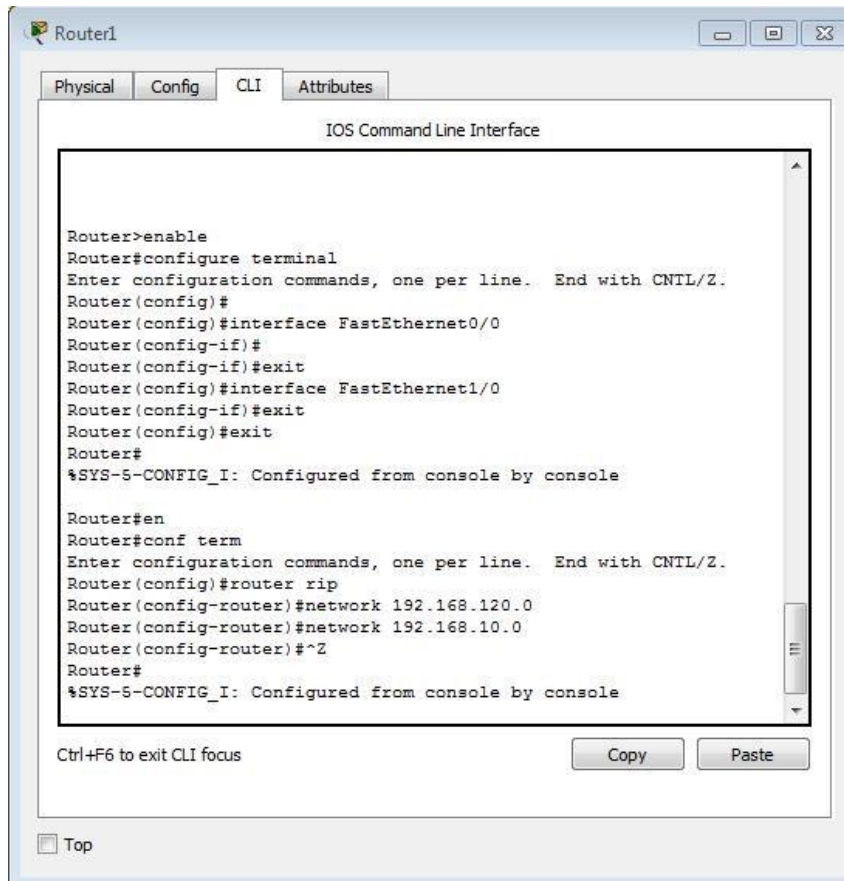 Router1
Physical Config CLI Attributes
IOS Command Line Interface
Router>enable
Router#configure terminal
Enter configuration commands, one per line.  End with CNTL/Z.
Router(config)#
Router(config)#interface FastEthernet0/0
Router(config-if)#
Router(config-if)#exit
Router(config)#interface FastEthernet1/0
Router(config-if)#exit
Router(config)#exit
Router#
%SYS-5-CONFIG_I: Configured from console by console
Router#en
Router#conf term
Enter configuration commands, one per line.  End with CNTL/Z.
Router(config)#router rip
Router(config-router)#network 192.168.120.0
Router(config-router)#network 192.168.10.0
Router(config-router)#^Z
Router#
%SYS-5-CONFIG_I: Configured from console by console
Ctrl+F6 to exit CLI focus Copy Paste
Top